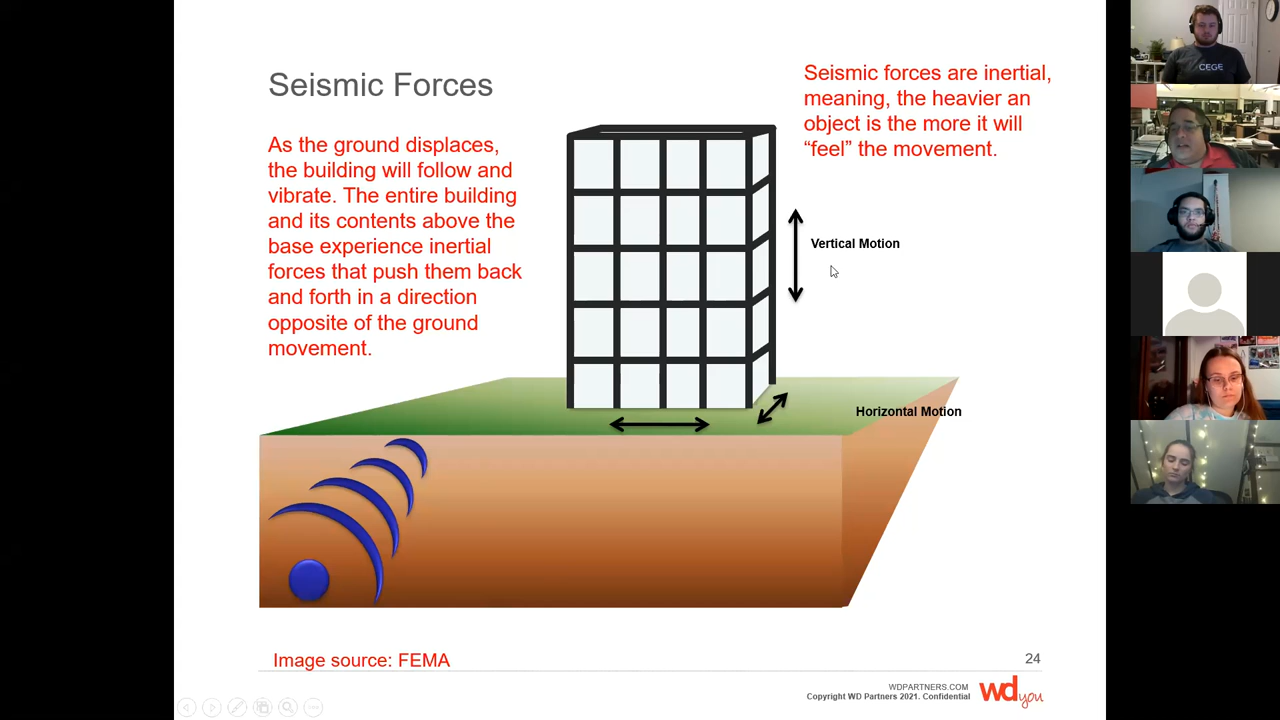 Seismic Forces
As the ground displaces,
the building will follow and
vibrate. The entire building
and its contents above the
base experience inertial
forces that push them back
and forth in a direction
opposite of the ground
movement.
Seismic forces are inertial,
meaning, the heavier an
object is the more it will
“feel” the movement.
Vertical Motion
Horizontal Motion
Image source: FEMA
24
WDPARTNERS.COM
Copyright WD Partners 2021. Confidential
wd you
CEGE